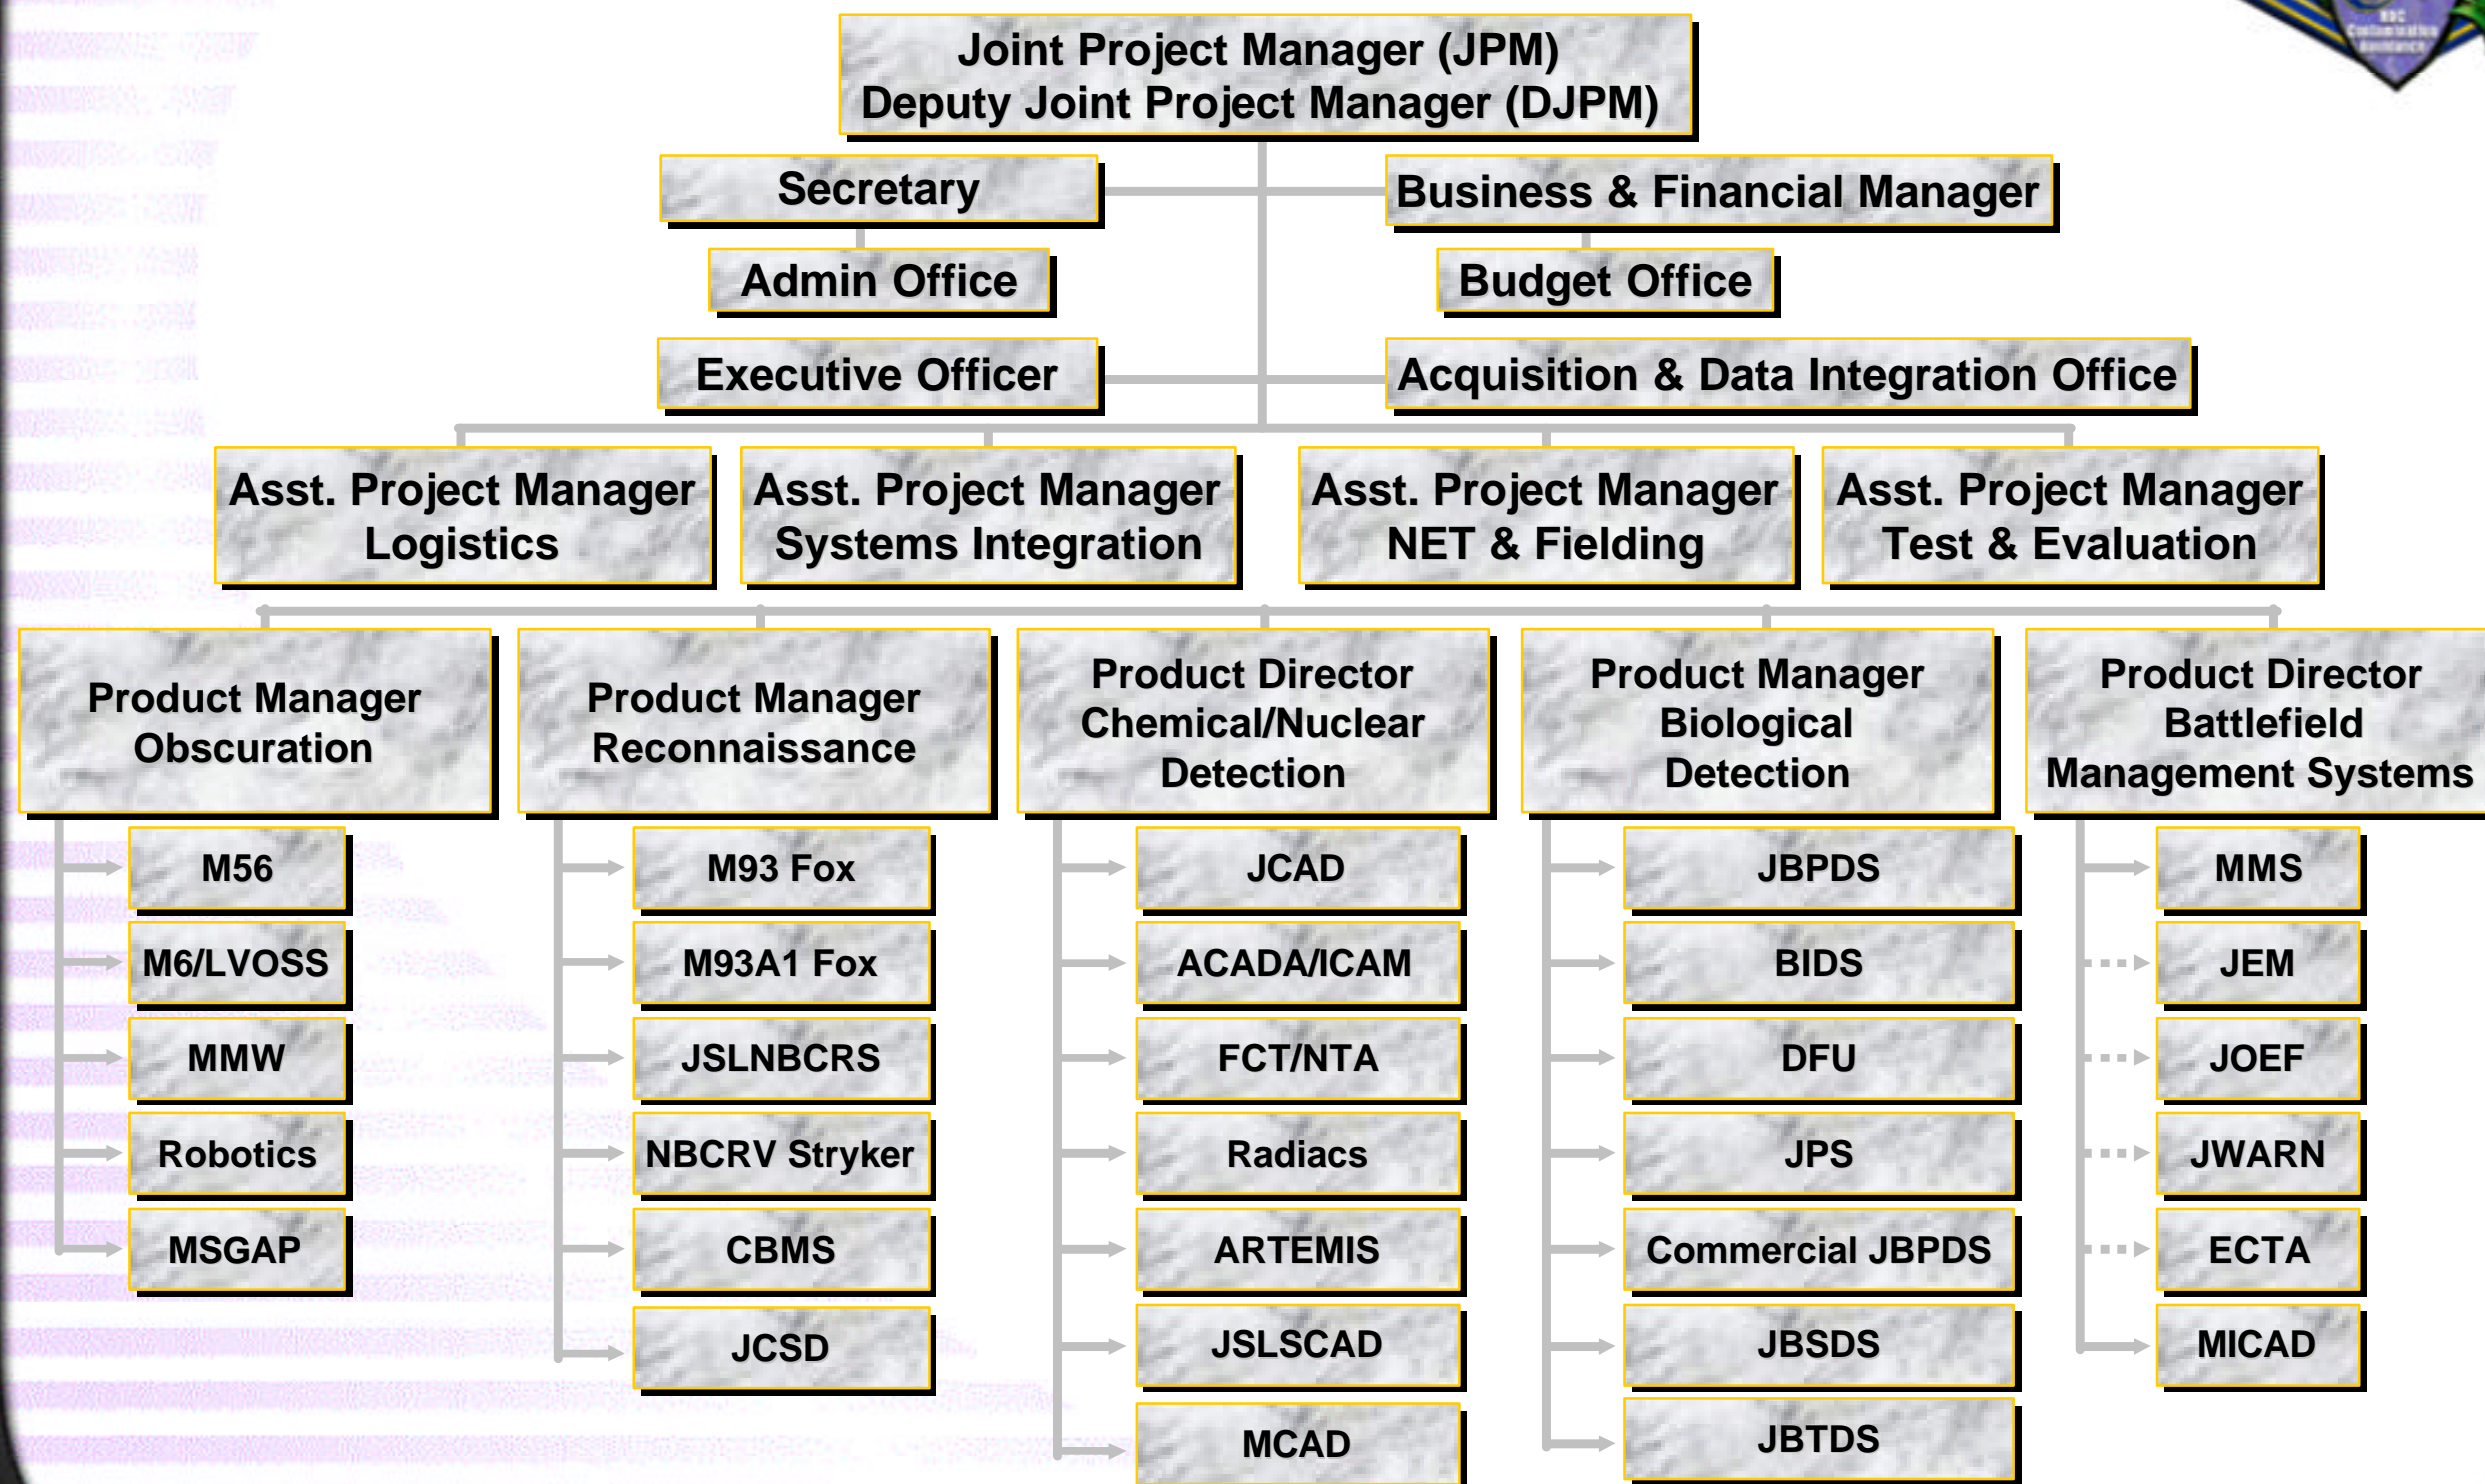 NBC
Contamination
Avoidance
Joint Project Manager (JPM)
Deputy Joint Project Manager (DJPM)
Secretary
Business & Financial Manager
Admin Office
Budget Office
Executive Officer
Acquisition & Data Integration Office
Asst. Project Manager
Logistics
Asst. Project Manager
Systems Integration
Asst. Project Manager
NET & Fielding
Asst. Project Manager
Test & Evaluation
Product Manager
Obscuration
Product Manager
Reconnaissance
Product Director
Chemical/Nuclear
Detection
Product Manager
Biological
Detection
Product Director
Battlefield
Management Systems
M56
M6/LVOSS
MMW
Robotics
MSGAP
M93 Fox
M93A1 Fox
JSLNBCRS
NBCRV Stryker
CBMS
JCSD
JCAD
ACADA/ICAM
FCT/NTA
Radiacs
ARTEMIS
JSLSCAD
MCAD
JBPDS
BIDS
DFU
JPS
Commercial JBPDS
JBSDS
JBTDS
MMS
JEM
JOEF
JWARN
ECTA
MICAD